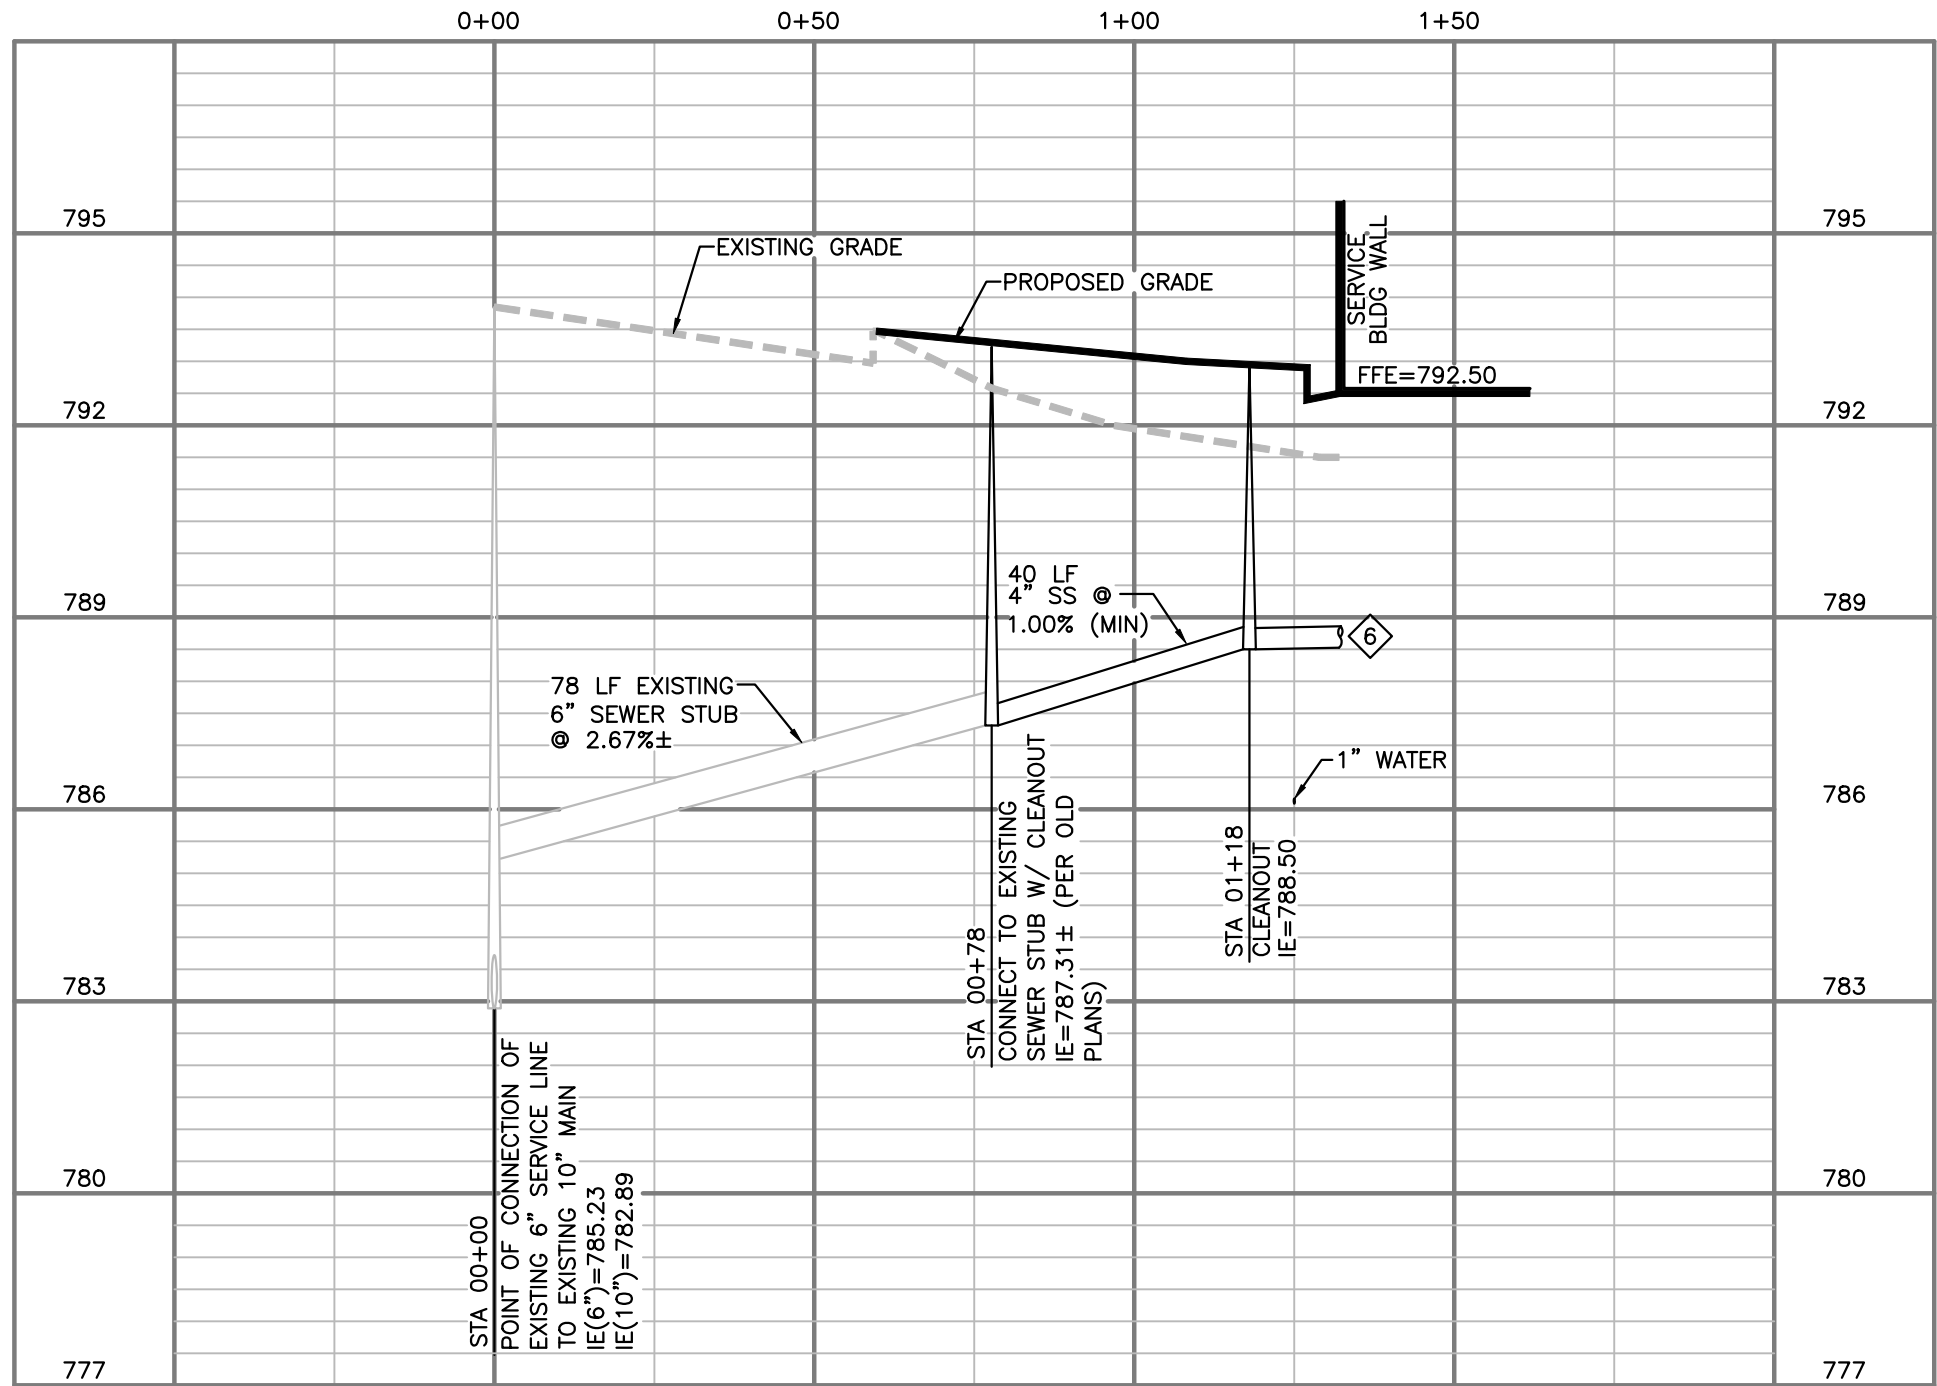 0+00 0+50 1+00 1+50
795 795
EXISTING GRADE
PROPOSED GRADE
SERVICE
BLDG WALL
FFE=792.50
792 792
40 LF
4" SS @
1.00% (MIN)
789 789
6
78 LF EXISTING
6" SEWER STUB
@ 2.67%±
1" WATER
786 786
STA 00+78
CONNECT TO EXISTING
SEWER STUB W/ CLEANOUT
IE=787.31± (PER OLD
PLANS)
STA 01+18
CLEANOUT
IE=788.50
783 783
STA 00+00
POINT OF CONNECTION OF
EXISTING 6" SERVICE LINE
TO EXISTING 10" MAIN
IE(6")=785.23
IE(10")=782.89
780 780
777 777